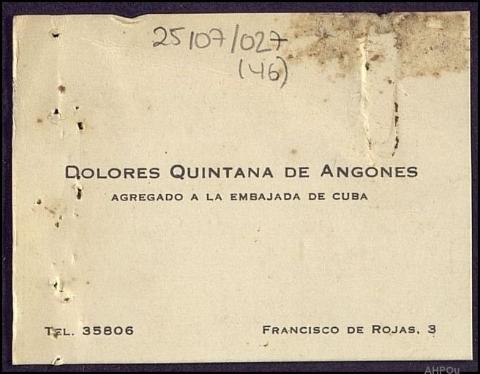 25107/027
(46)
DOLORES QUINTANA DE ANGONES
AGREGADO A LA EMBAJADA DE CUBA
TEL. 35806
FRANCISCO DE ROJAS, 3
AHPOu